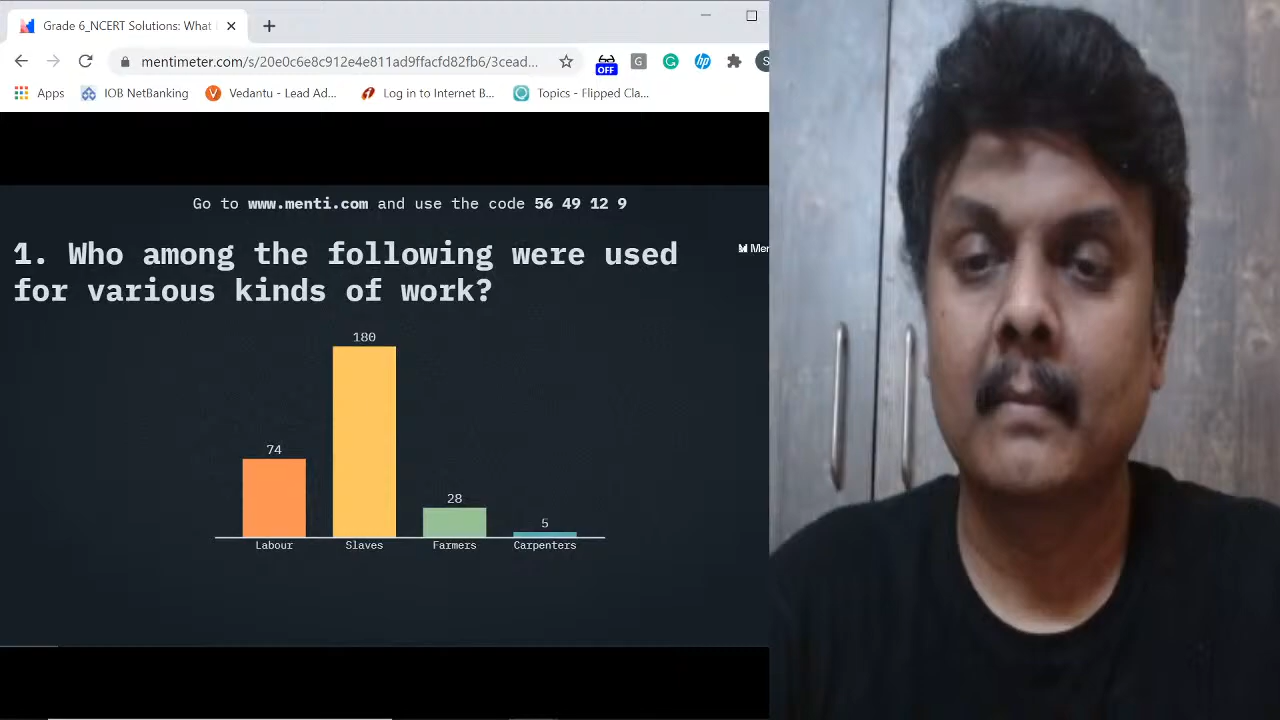 Grade 6_NCERT Solutions: What
mentimeter.com/s/20e0c6e8c912e4e811ad9ffacfd82fb6/3cead...
OFF
G
G
hp
S
Apps
IOB NetBanking
Vedantu - Lead Ad...
Log in to Internet B...
Topics - Flipped Cla...
Go to www.menti.com and use the code 56 49 12 9
1. Who among the following were used
for various kinds of work?
Mer
180
74
28
5
Labour
Slaves
Farmers
Carpenters